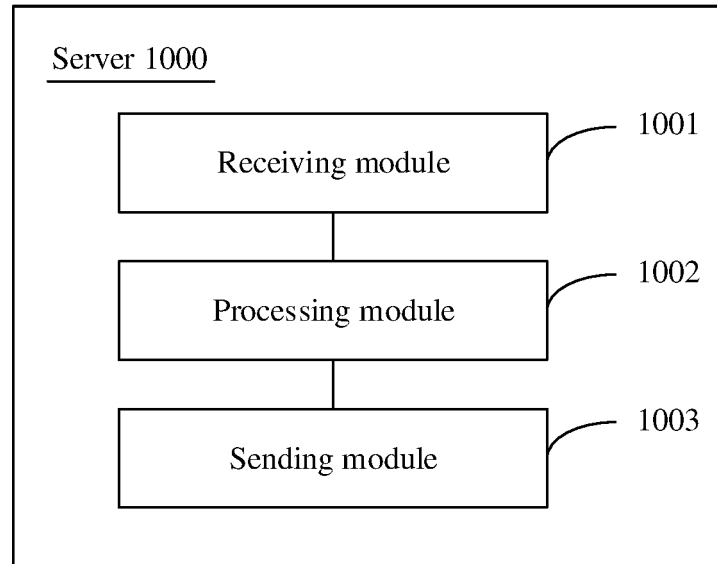 Server 1000
1001
Receiving module
1002
Processing module
1003
Sending module